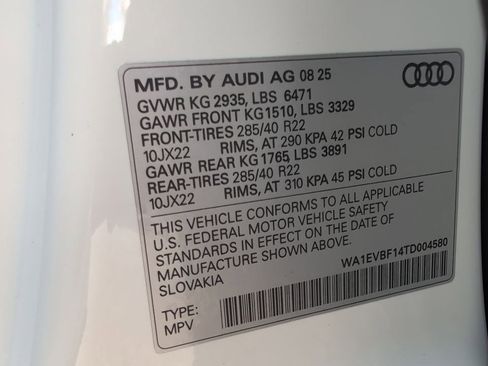 MFD. BY AUDI AG 08 25
GVWR KG 2935, LBS 6471
GAWR FRONT KG1510, LBS 3329
FRONT-TIRES 285/40 R22
10JX22 RIMS, AT 290 KPA 42 PSI COLD
GAWR REAR KG 1765, LBS 3891
REAR-TIRES 285/40 R22
10JX22 RIMS, AT 310 KPA 45 PSI COLD
THIS VEHICLE CONFORMS TO ALL APPLICABLE
U.S. FEDERAL MOTOR VEHICLE SAFETY
STANDARDS IN EFFECT ON THE DATE OF
MANUFACTURE SHOWN ABOVE.
SLOVAKIA
WA1EVBF14TD004580
TYPE:
MPV